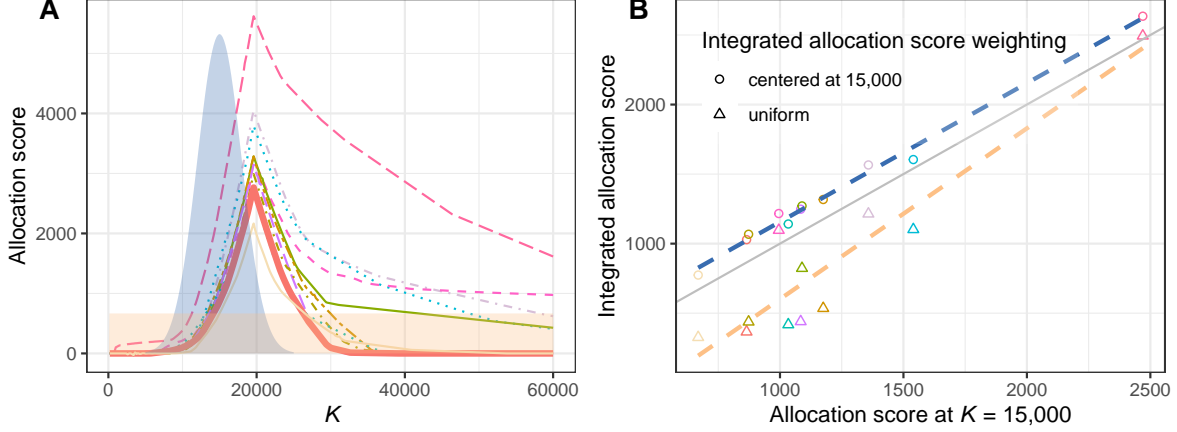 A
Allocation score
4000
2000
0
0
20000
40000
60000
K
B
Integrated allocation score
2000
1000
Integrated allocation score weighting
centered at 15,000
uniform
1000
1500
2000
2500
Allocation score at K = 15,000